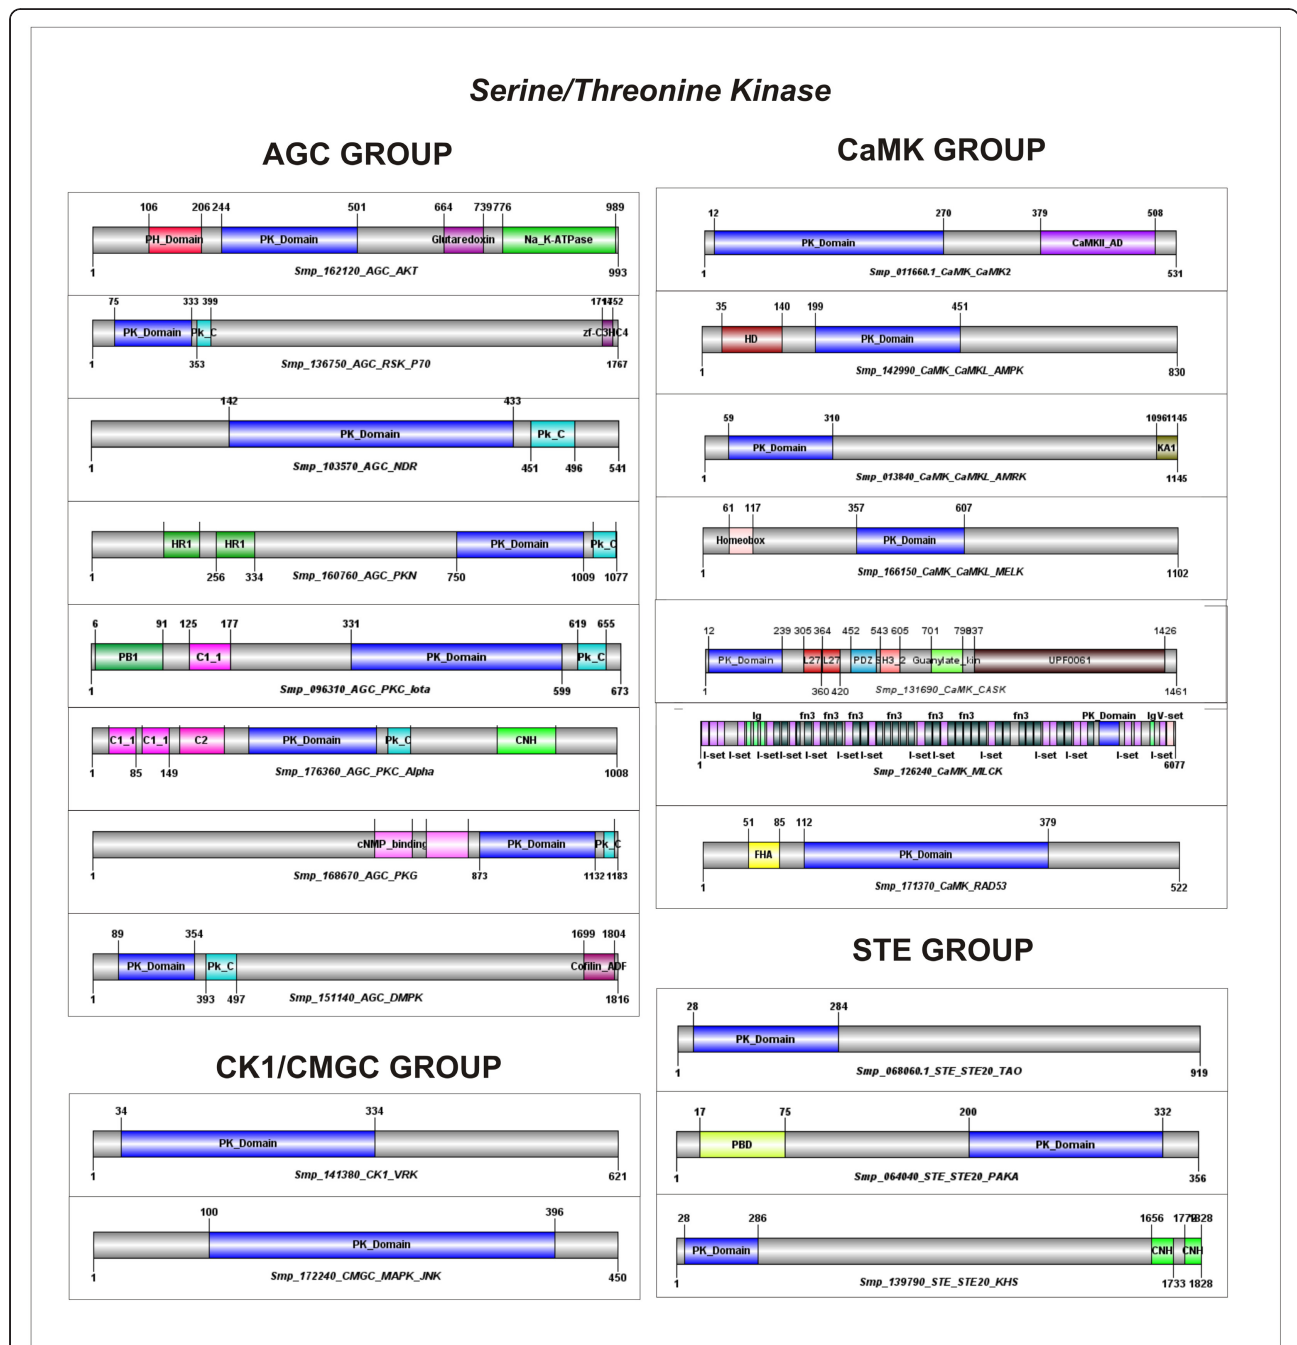 Serine/Threonine Kinase
AGC GROUP
106 206 244 501 664 739 776 989
PH_Domain PK_Domain Glutaredoxin Na_K-ATPase
1 Smp_162120_AGC_AKT 993
75 333 399
PK_Domain Pk_C zf-C3HC4
1 353 Smp_136750_AGC_RSK_P70 1767
142 433
PK_Domain Pk_C
1 Smp_103570_AGC_NDR 451 496 541
HR1 HR1 PK_Domain Pk_C
1 256 334 Smp_160760_AGC_PKN 750 1009 1077
6 91 125 177 331 619 655
PB1 C1_1 PK_Domain Pk_C
1 Smp_096310_AGC_PKC_Iota 599 673
C1_1 C1_1 C2 PK_Domain Pk_C CNH
1 85 149 Smp_176360_AGC_PKC_Alpha 1008
cNMP_binding PK_Domain Pk_C
1 Smp_168670_AGC_PKG 873 1132 1183
89 354 1699 1804
PK_Domain Pk_C Cofilin_ADF
1 393 497 Smp_151140_AGC_DMPK 1816
CK1/CMGC GROUP
34 334
PK_Domain
1 Smp_141380_CK1_VRK 621
100 396
PK_Domain
1 Smp_172240_CMGC_MAPK_JNK 450
CaMK GROUP
12 270 379 508
PK_Domain CaMKII_AD
1 Smp_011660.1_CaMK_CaMK2 531
35 140 199 451
HD PK_Domain
1 Smp_142990_CaMK_CaMKL_AMPK 830
59 310 1096 1145
PK_Domain KA1
1 Smp_013840_CaMK_CaMKL_AMRK 1145
61 117 357 607
Homeobox PK_Domain
1 Smp_166150_CaMK_CaMKL_MELK 1102
12 239 305 364 452 543 605 701 798 837 1426
PK_Domain L27 L27 PDZ SH3_2 Guanylate_kin UPF0061
1 360 420 Smp_131690_CaMK_CASK 1461
Ig fn3 fn3 fn3 fn3 fn3 fn3 fn3 PK_Domain Ig V-set
I-set I-set I-set I-set I-set I-set I-set I-set I-set I-set I-set I-set I-set
1 Smp_126240_CaMK_MLCK 6077
51 85 112 379
FHA PK_Domain
1 Smp_171370_CaMK_RAD53 522
STE GROUP
28 284
PK_Domain
1 Smp_068060.1_STE_STE20_TAO 919
17 75 200 332
PBD PK_Domain
1 Smp_064040_STE_STE20_PAKA 356
28 286 1656 1828
PK_Domain CNH CNH
1 Smp_139790_STE_STE20_KHS 1733 1828